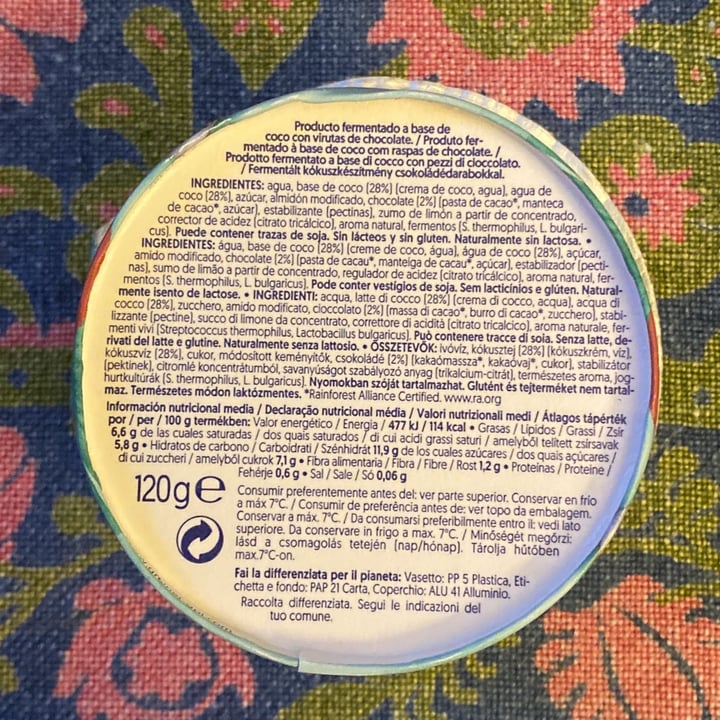 Producto fermentado a base de
coco con virutas de chocolate. / Produto fer-
mentado à base de coco com raspas de chocolate. /
Prodotto fermentato a base di cocco con pezzi di cioccolato.
/ Fermentált kókuszkészítmény csokoládédarabokkal.
INGREDIENTES: agua, base de coco (28%) (crema de coco, agua), agua de
coco (28%), azúcar, almidón modificado, chocolate (2%) (pasta de cacao*, manteca
de cacao*, azúcar), estabilizante (pectinas), zumo de limón a partir de concentrado,
corrector de acidez (citrato tricálcico), aroma natural, fermentos (S. thermophilus, L. bulgari-
cus). Puede contener trazas de soja. Sin lácteos y sin gluten. Naturalmente sin lactosa. •
INGREDIENTES: água, base de coco (28%) (creme de coco, água), água de coco (28%), açúcar,
amido modificado, chocolate (2%) (pasta de cacau*, manteiga de cacau*, açúcar), estabilizador (pecti-
nas), sumo de limão a partir de concentrado, regulador de acidez (citrato tricálcico), aroma natural, fer-
mentos (S. thermophilus, L. bulgaricus). Pode conter vestígios de soja. Sem lacticínios e glúten. Natural-
mente isento de lactose. • INGREDIENTI: acqua, latte di cocco (28%) (crema di cocco, acqua), acqua di
cocco (28%), zucchero, amido modificato, cioccolato (2%) (massa di cacao*, burro di cacao*, zucchero), stabi-
lizzante (pectine), succo di limone da concentrato, correttore di acidità (citrato tricalcico), aroma naturale, fer-
menti vivi (Streptococcus thermophilus, Lactobacillus bulgaricus). Può contenere tracce di soia. Senza latte, de-
rivati del latte e glutine. Naturalmente senza lattosio. • ÖSSZETEVŐK: ivóvíz, kókusztej (28%) (kókuszkrém, víz),
kókuszvíz (28%), cukor, módosított keményítők, csokoládé (2%) (kakaómassza*, kakaóvaj*, cukor), stabilizátor
(pektinek), citromlé koncentrátumból, savanyúságot szabályozó anyag (trikalcium-citrát), természetes aroma, jog-
hurtkultúrák (S. thermophilus, L. bulgaricus). Nyomokban szóját tartalmazhat. Glutént és tejterméket nem tartal-
maz. Természetes módon laktózmentes. *Rainforest Alliance Certified. www.ra.org
Información nutricional media / Declaração nutricional média / Valori nutrizionali medi / Átlagos tápérték
por / per / 100 g termékben: Valor energético / Energia / 477 kJ / 114 kcal • Grasas / Lípidos / Grassi / Zsír
6,6 g de las cuales saturadas / dos quais saturados / di cui acidi grassi saturi / amelyből telített zsírsavak
5,8 g • Hidratos de carbono / Carboidrati / Szénhidrát 11,9 g de los cuales azúcares / dos quais açúcares /
di cui zuccheri / amelyből cukrok 7,1 g • Fibra alimentaria / Fibra / Fibre / Rost 1,2 g • Proteínas / Proteine /
Fehérje 0,6 g • Sal / Sale / Só 0,06 g
120g e
Consumir preferentemente antes del: ver parte superior. Conservar en frío
a máx 7°C. / Consumir de preferência antes de: ver topo da embalagem.
Conservar a máx. 7°C. / Da consumarsi preferibilmente entro il: vedi lato
superiore. Da conservare in frigo a max. 7°C. / Minőségét megőrzi:
lásd a csomagolás tetején (nap/hónap). Tárolja hűtőben
max.7°C-on.
Fai la differenziata per il pianeta: Vasetto: PP 5 Plastica, Eti-
chetta e fondo: PAP 21 Carta, Coperchio: ALU 41 Alluminio.
Raccolta differenziata. Segui le indicazioni del
tuo comune.